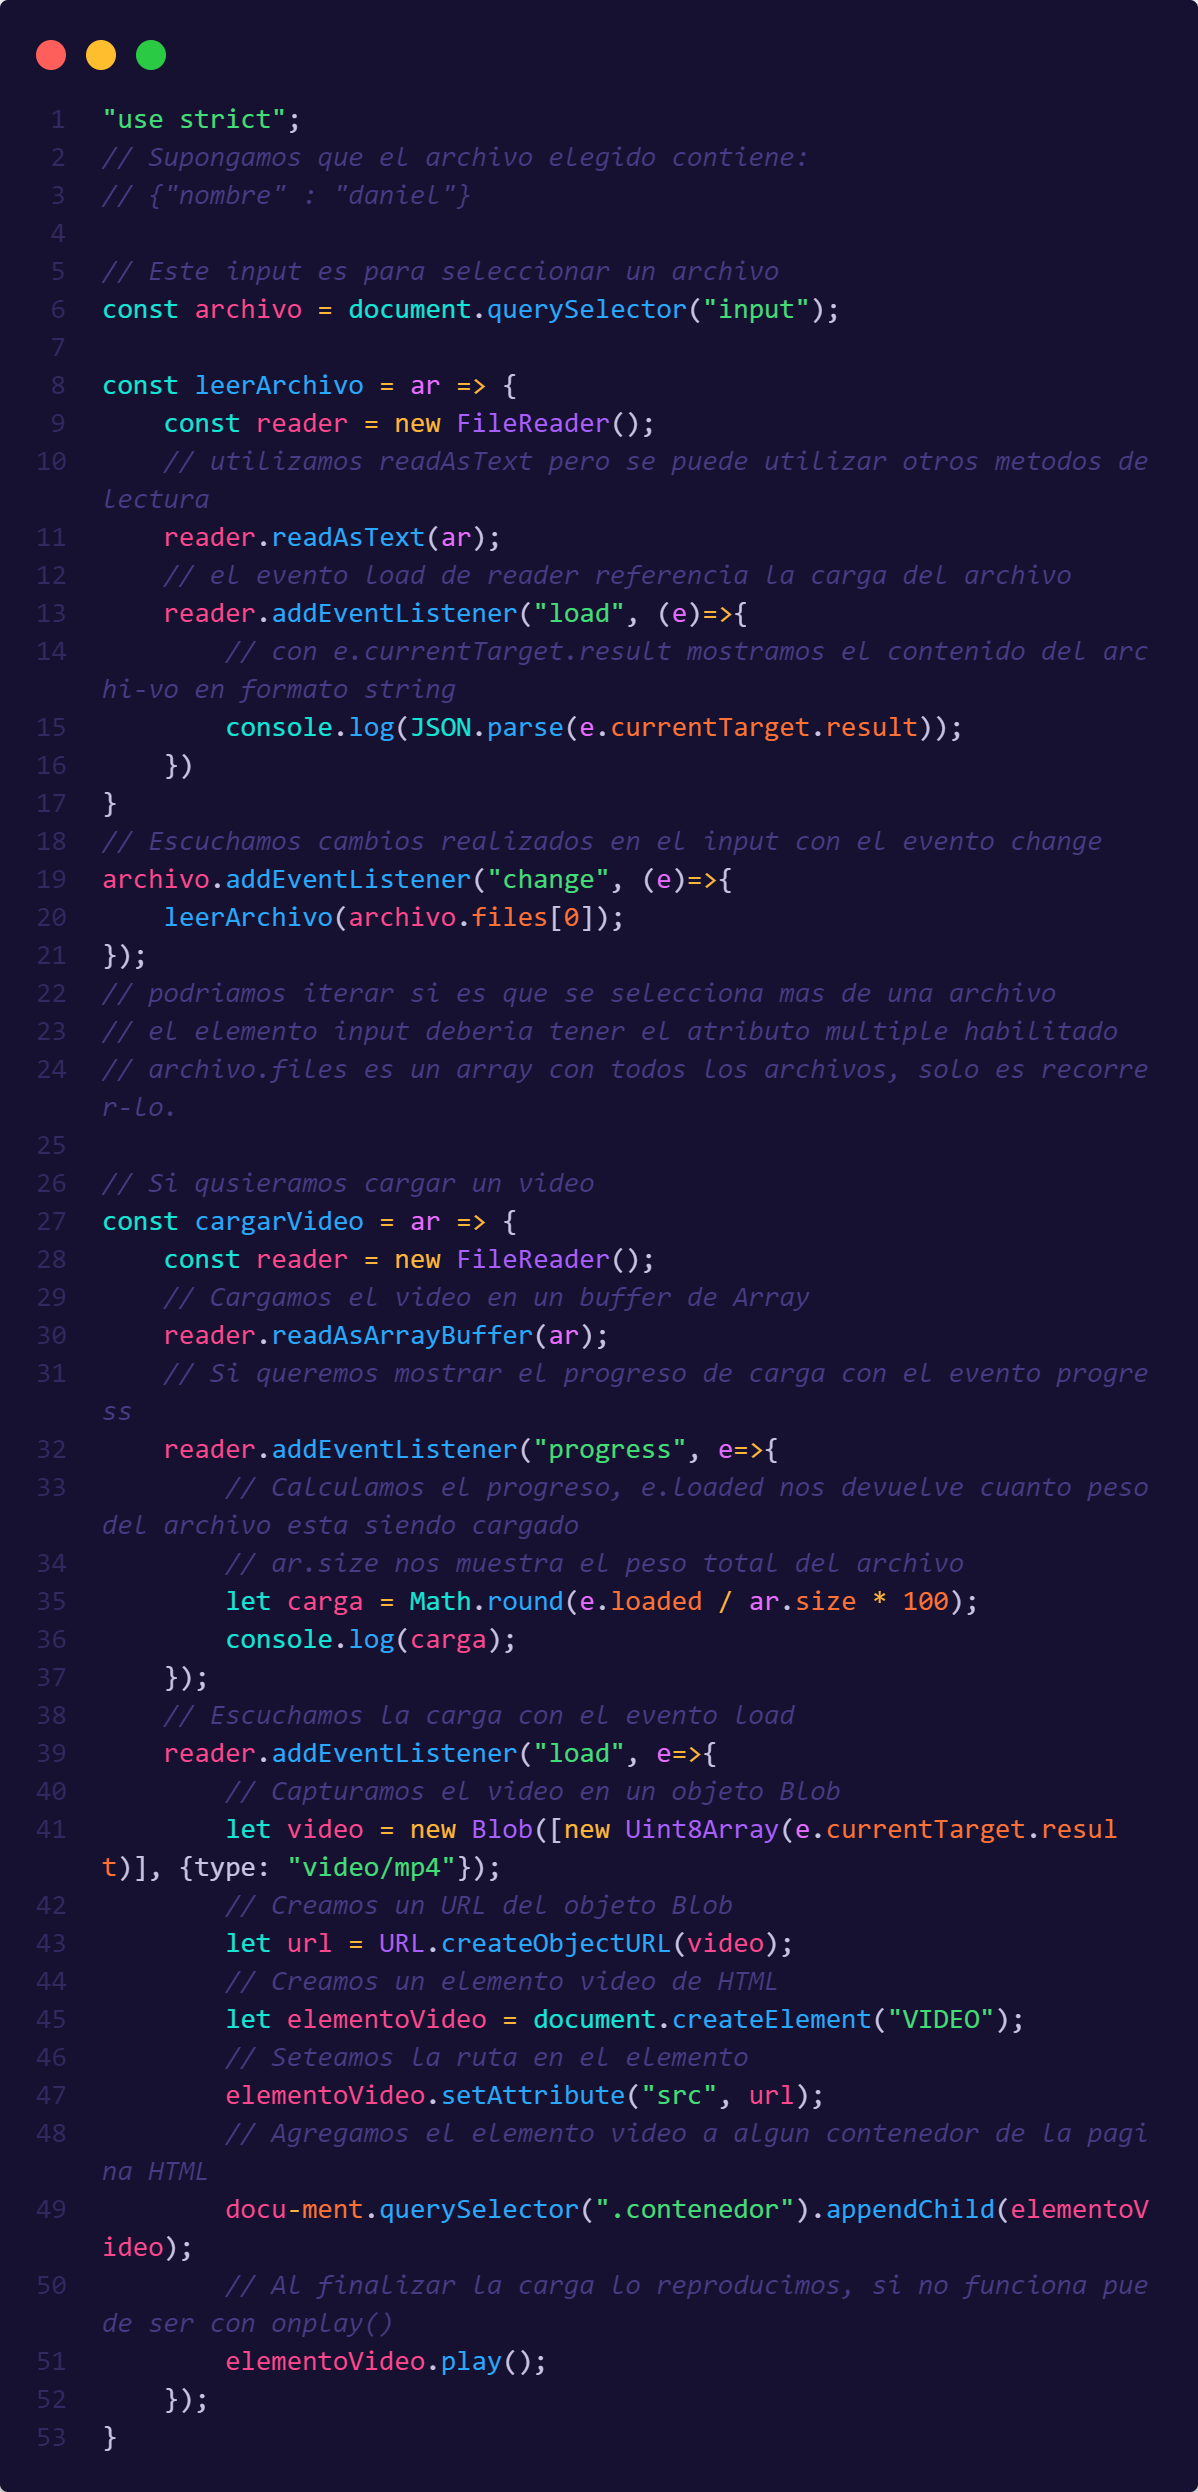 1 "use strict";
2 // Supongamos que el archivo elegido contiene:
3 // {"nombre" : "daniel"}
4
5 // Este input es para seleccionar un archivo
6 const archivo = document.querySelector("input");
7
8 const leerArchivo = ar => {
9     const reader = new FileReader();
10     // utilizamos readAsText pero se puede utilizar otros metodos de
lectura
11     reader.readAsText(ar);
12     // el evento load de reader referencia la carga del archivo
13     reader.addEventListener("load", (e)=>{
14         // con e.currentTarget.result mostramos el contenido del arc
hi-vo en formato string
15         console.log(JSON.parse(e.currentTarget.result));
16     })
17 }
18 // Escuchamos cambios realizados en el input con el evento change
19 archivo.addEventListener("change", (e)=>{
20     leerArchivo(archivo.files[0]);
21 });
22 // podriamos iterar si es que se selecciona mas de una archivo
23 // el elemento input deberia tener el atributo multiple habilitado
24 // archivo.files es un array con todos los archivos, solo es recorre
r-lo.
25
26 // Si qusieramos cargar un video
27 const cargarVideo = ar => {
28     const reader = new FileReader();
29     // Cargamos el video en un buffer de Array
30     reader.readAsArrayBuffer(ar);
31     // Si queremos mostrar el progreso de carga con el evento progre
ss
32     reader.addEventListener("progress", e=>{
33         // Calculamos el progreso, e.loaded nos devuelve cuanto peso
del archivo esta siendo cargado
34         // ar.size nos muestra el peso total del archivo
35         let carga = Math.round(e.loaded / ar.size * 100);
36         console.log(carga);
37     });
38     // Escuchamos la carga con el evento load
39     reader.addEventListener("load", e=>{
40         // Capturamos el video en un objeto Blob
41         let video = new Blob([new Uint8Array(e.currentTarget.resul
t)], {type: "video/mp4"});
42         // Creamos un URL del objeto Blob
43         let url = URL.createObjectURL(video);
44         // Creamos un elemento video de HTML
45         let elementoVideo = document.createElement("VIDEO");
46         // Seteamos la ruta en el elemento
47         elementoVideo.setAttribute("src", url);
48         // Agregamos el elemento video a algun contenedor de la pagi
na HTML
49         docu-ment.querySelector(".contenedor").appendChild(elementoV
ideo);
50         // Al finalizar la carga lo reproducimos, si no funciona pue
de ser con onplay()
51         elementoVideo.play();
52     });
53 }